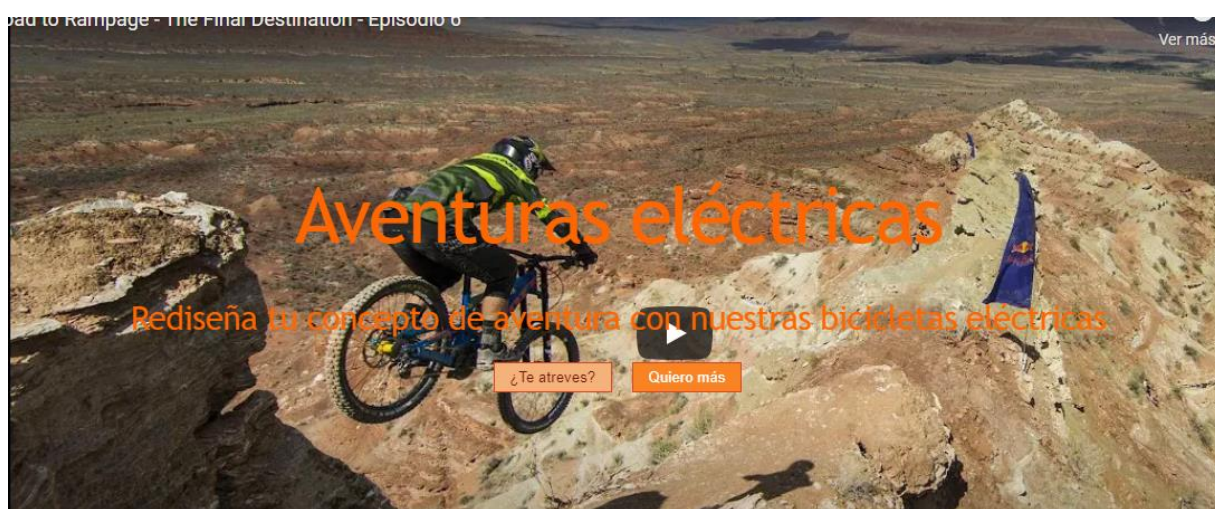 oad to Rampage - The Final Destination - Episodio 6
Ver más
Aventuras eléctricas
Rediseña tu concepto de aventura con nuestras bicicletas eléctricas
¿Te atreves?
Quiero más